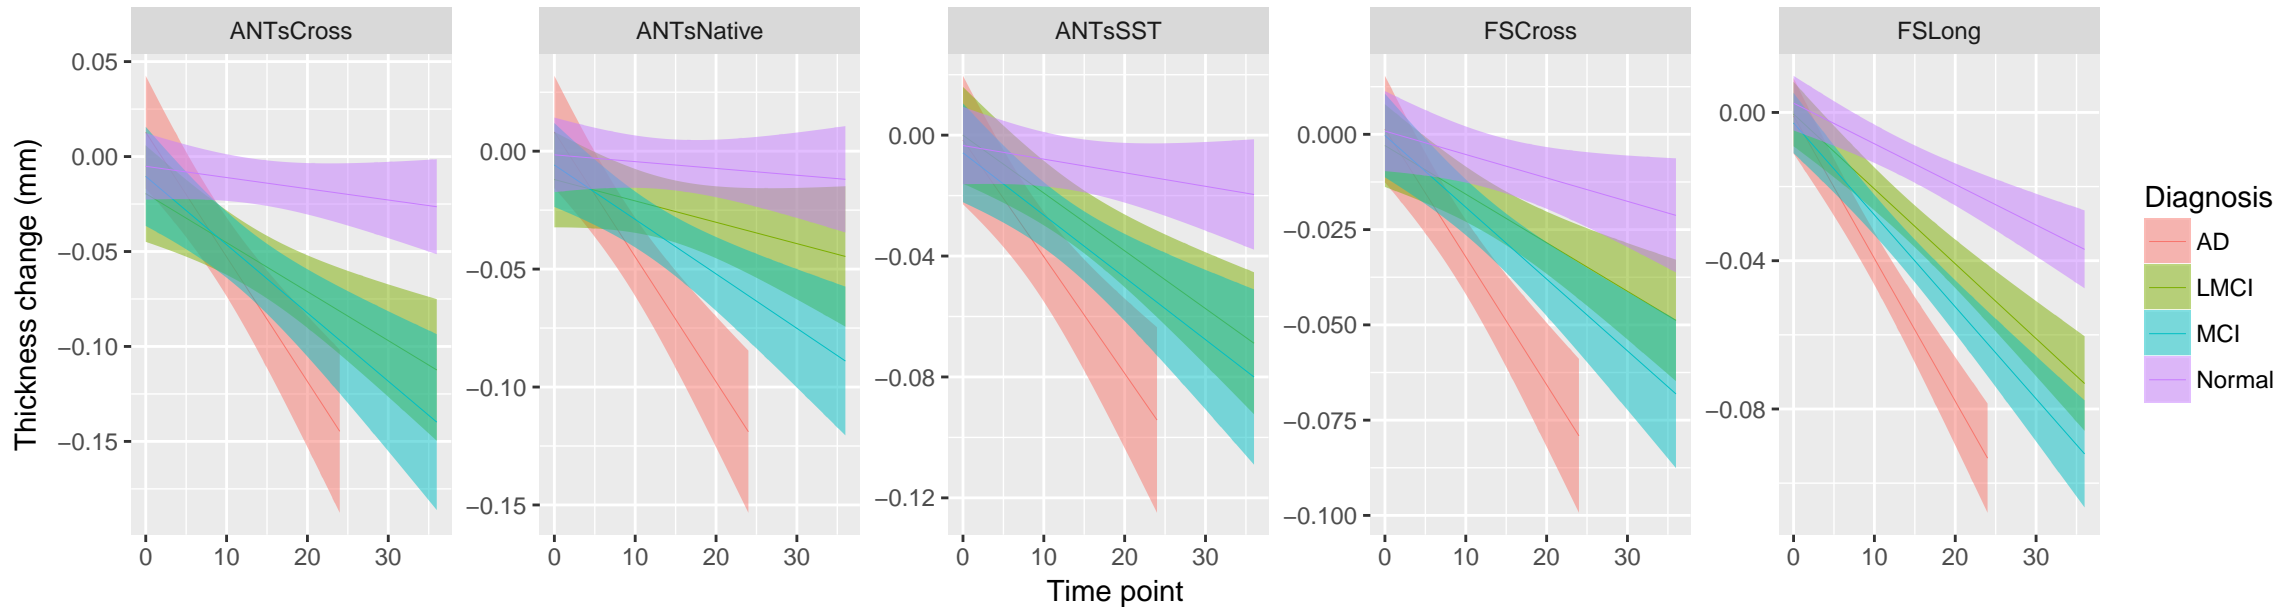 ANTsCross
ANTsNative
ANTsSST
FSCross
FSLong
Thickness change (mm)
0.05
0.00
−0.05
−0.10
−0.15
0 10 20 30
0.00
−0.05
−0.10
−0.15
0 10 20 30
0.00
−0.04
−0.08
−0.12
0 10 20 30
0.000
−0.025
−0.050
−0.075
−0.100
0 10 20 30
0.00
−0.04
−0.08
0 10 20 30
Time point
Diagnosis
AD
LMCI
MCI
Normal